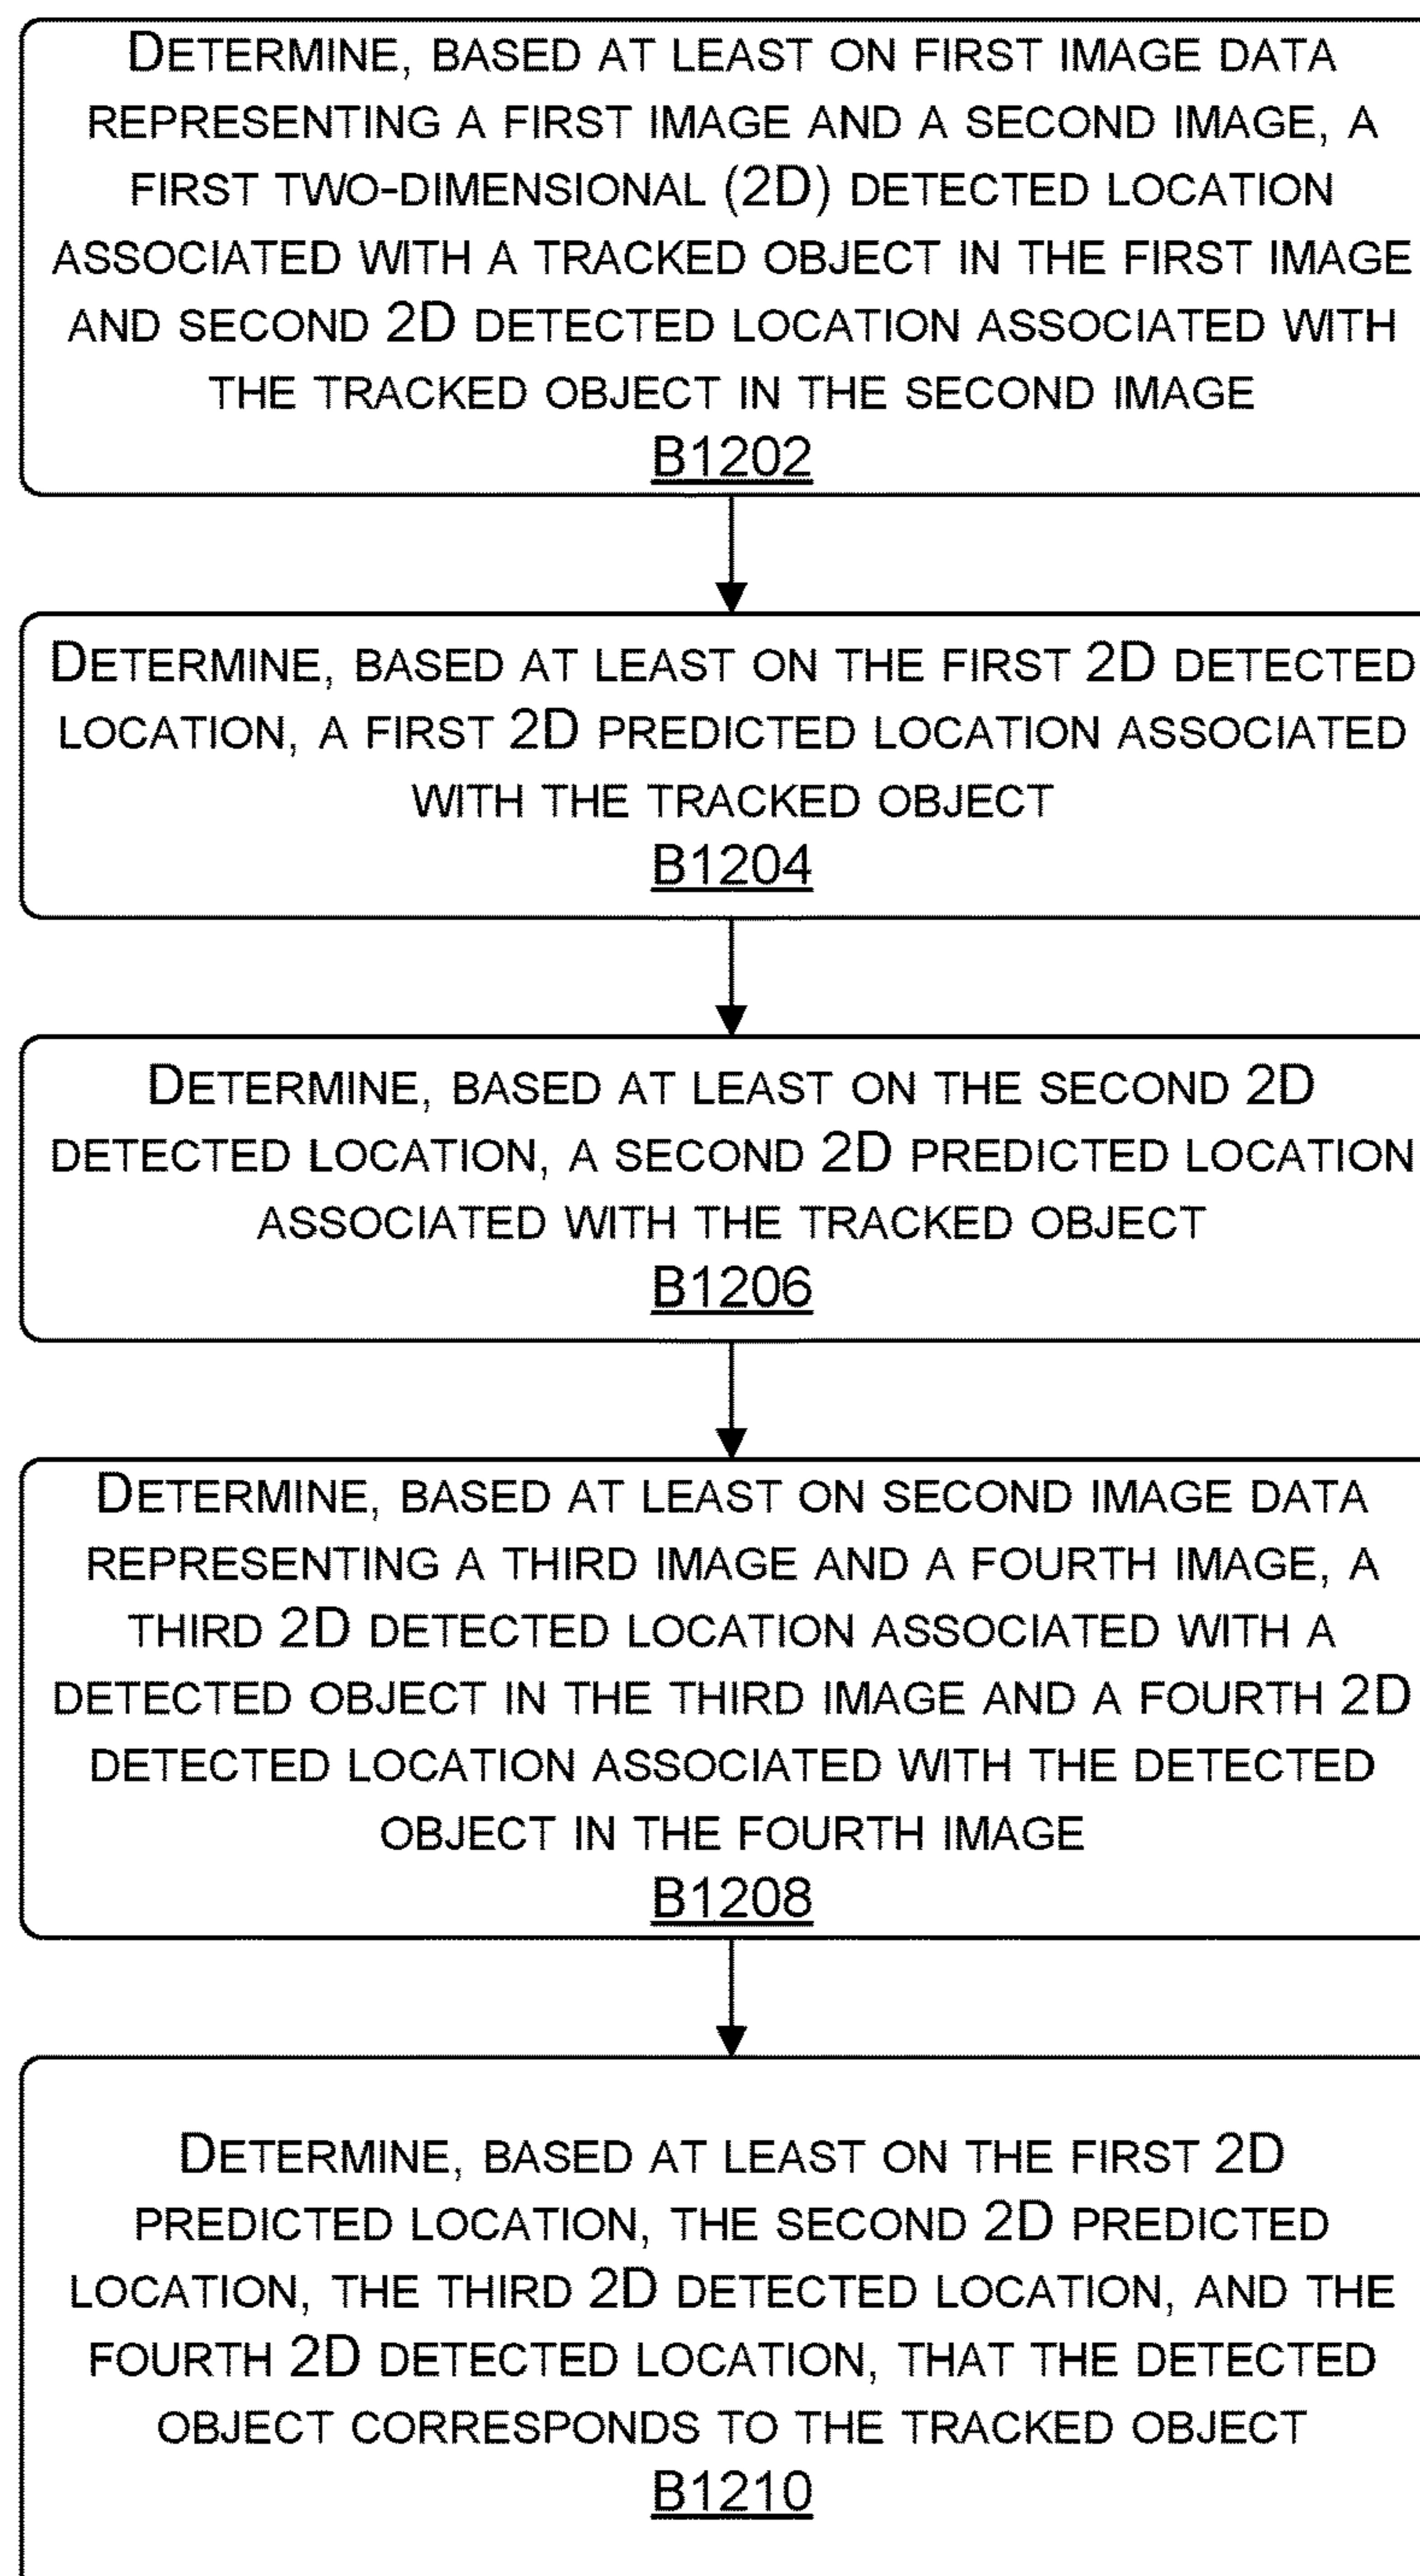 DETERMINE, BASED AT LEAST ON FIRST IMAGE DATA
REPRESENTING A FIRST IMAGE AND A SECOND IMAGE, A
FIRST TWO-DIMENSIONAL (2D) DETECTED LOCATION
ASSOCIATED WITH A TRACKED OBJECT IN THE FIRST IMAGE
AND SECOND 2D DETECTED LOCATION ASSOCIATED WITH
THE TRACKED OBJECT IN THE SECOND IMAGE
B1202
DETERMINE, BASED AT LEAST ON THE FIRST 2D DETECTED
LOCATION, A FIRST 2D PREDICTED LOCATION ASSOCIATED
WITH THE TRACKED OBJECT
B1204
DETERMINE, BASED AT LEAST ON THE SECOND 2D
DETECTED LOCATION, A SECOND 2D PREDICTED LOCATION
ASSOCIATED WITH THE TRACKED OBJECT
B1206
DETERMINE, BASED AT LEAST ON SECOND IMAGE DATA
REPRESENTING A THIRD IMAGE AND A FOURTH IMAGE, A
THIRD 2D DETECTED LOCATION ASSOCIATED WITH A
DETECTED OBJECT IN THE THIRD IMAGE AND A FOURTH 2D
DETECTED LOCATION ASSOCIATED WITH THE DETECTED
OBJECT IN THE FOURTH IMAGE
B1208
DETERMINE, BASED AT LEAST ON THE FIRST 2D
PREDICTED LOCATION, THE SECOND 2D PREDICTED
LOCATION, THE THIRD 2D DETECTED LOCATION, AND THE
FOURTH 2D DETECTED LOCATION, THAT THE DETECTED
OBJECT CORRESPONDS TO THE TRACKED OBJECT
B1210